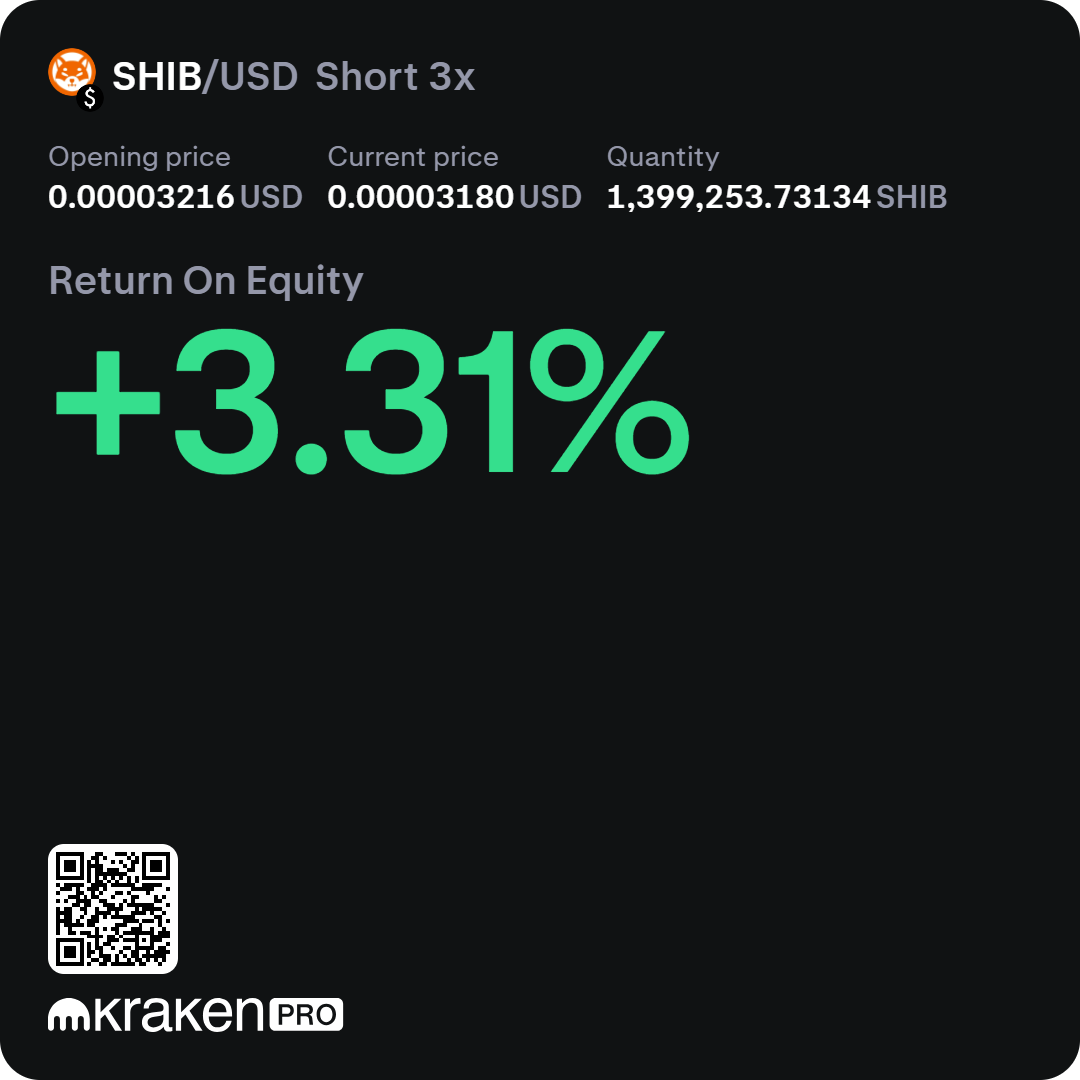 SHIB/USD Short 3x
$
Opening price Current price Quantity
0.00003216 USD 0.00003180 USD 1,399,253.73134 SHIB
Return On Equity
+3.31%
kraken PRO